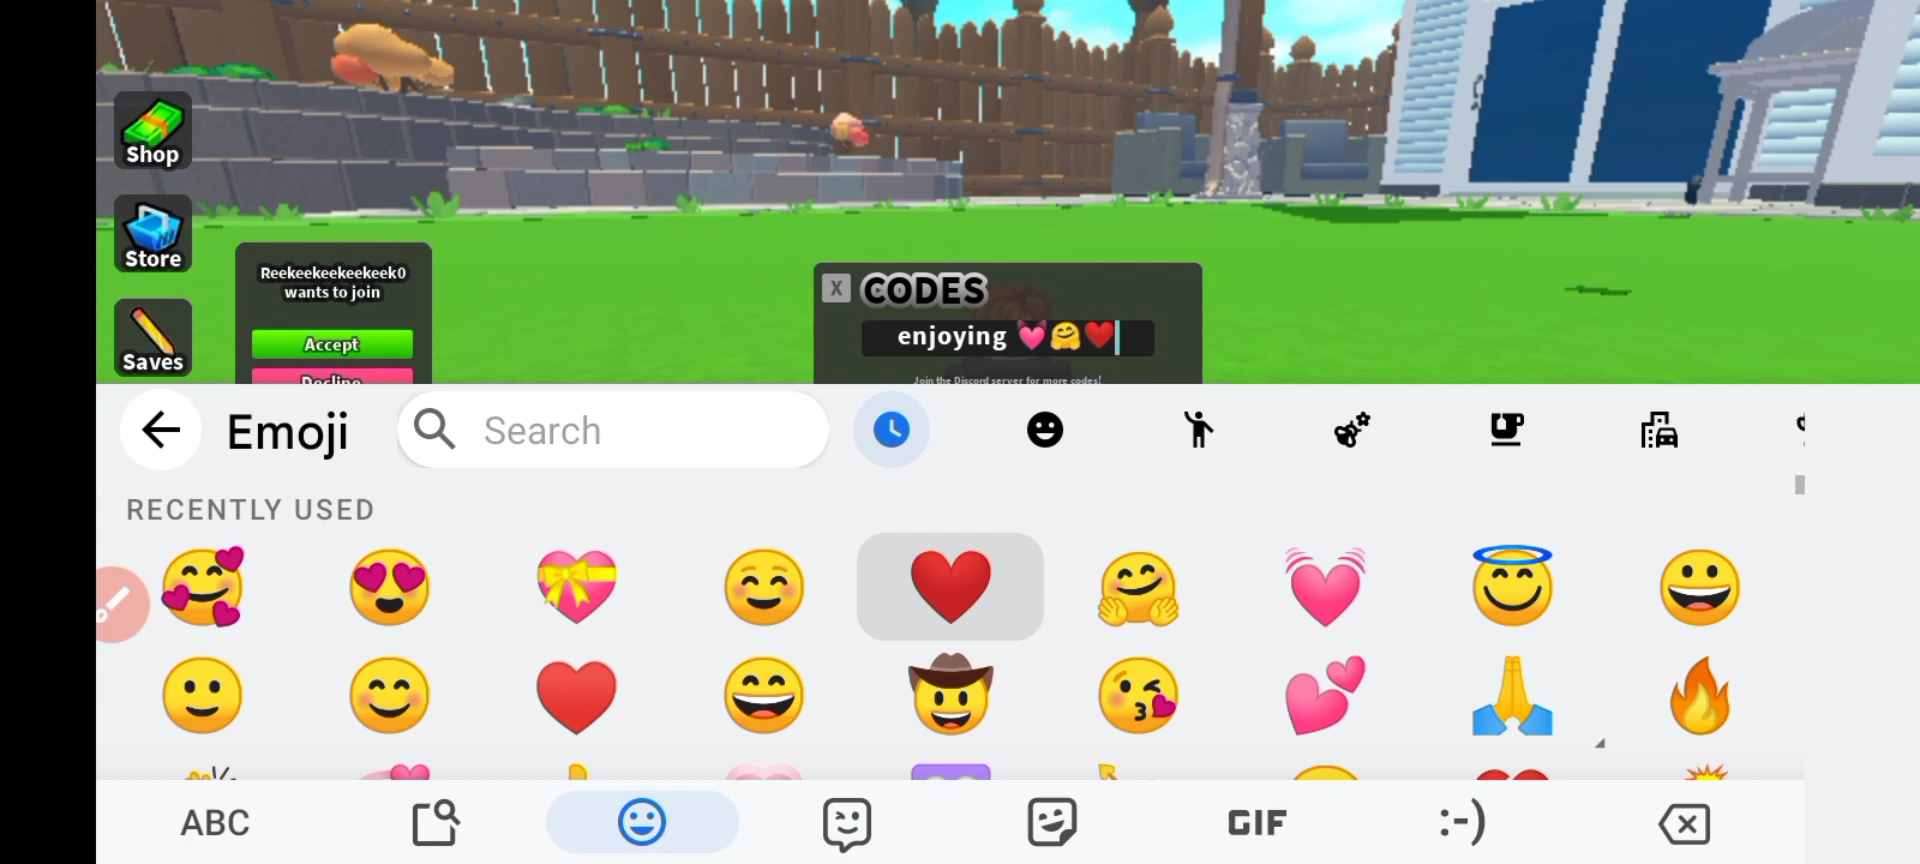 Shop
Store
Saves
Reekeekeekeekeek0
wants to join
Accept
Decline
X CODES
enjoying 💓🤗❤️
Join the Discord server for more codes!
Emoji
Search
RECENTLY USED
ABC
GIF
:-)